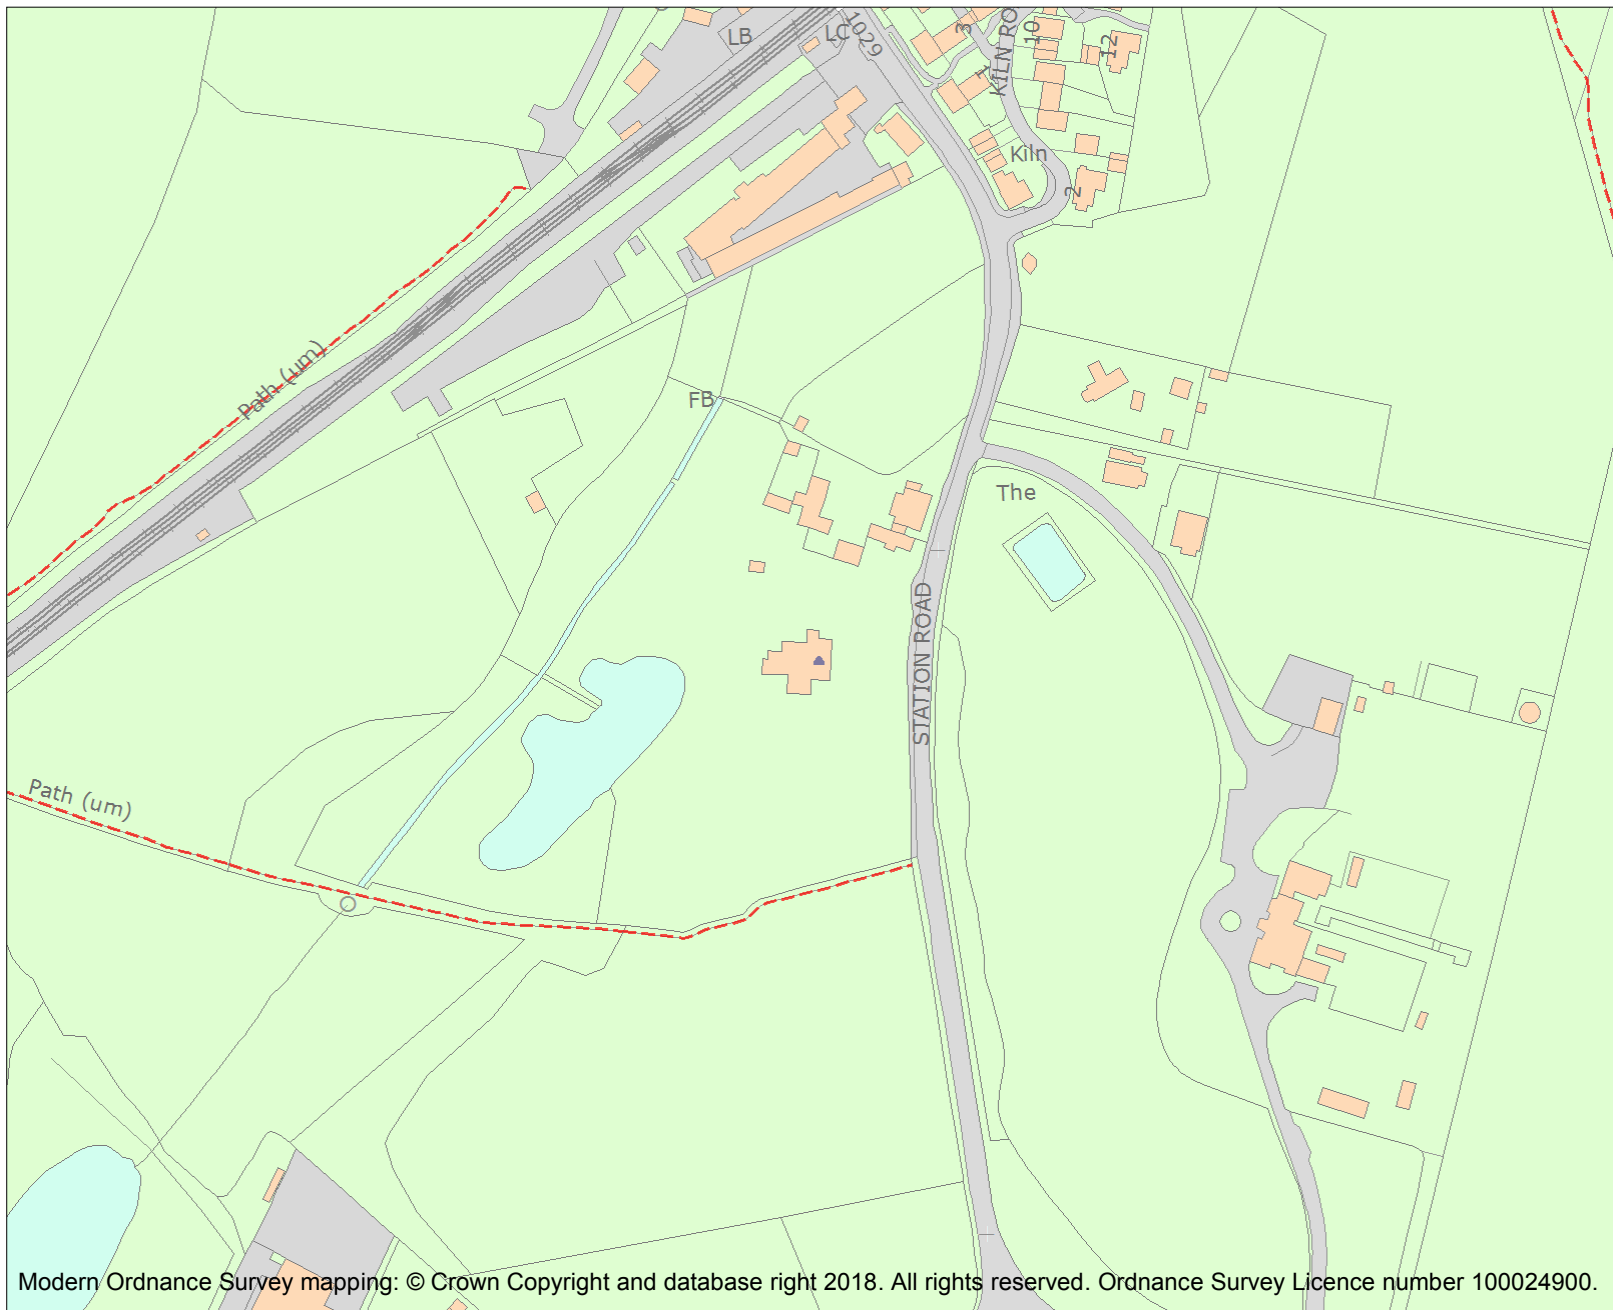 LB
LC
1029
3
KILN RO
10
12
1
Kiln
2
Path (um)
FB
The
STATION ROAD
Path (um)
Modern Ordnance Survey mapping: © Crown Copyright and database right 2018. All rights reserved. Ordnance Survey Licence number 100024900.